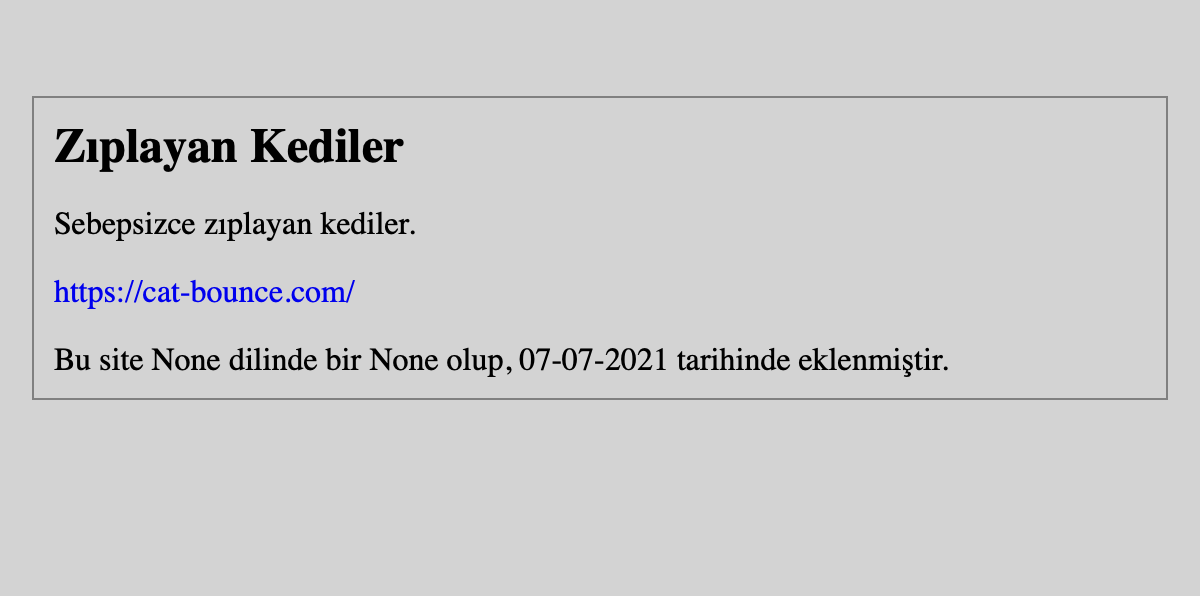 Zıplayan Kediler
Sebepsizce zıplayan kediler.
https://cat-bounce.com/
Bu site None dilinde bir None olup, 07-07-2021 tarihinde eklenmiştir.